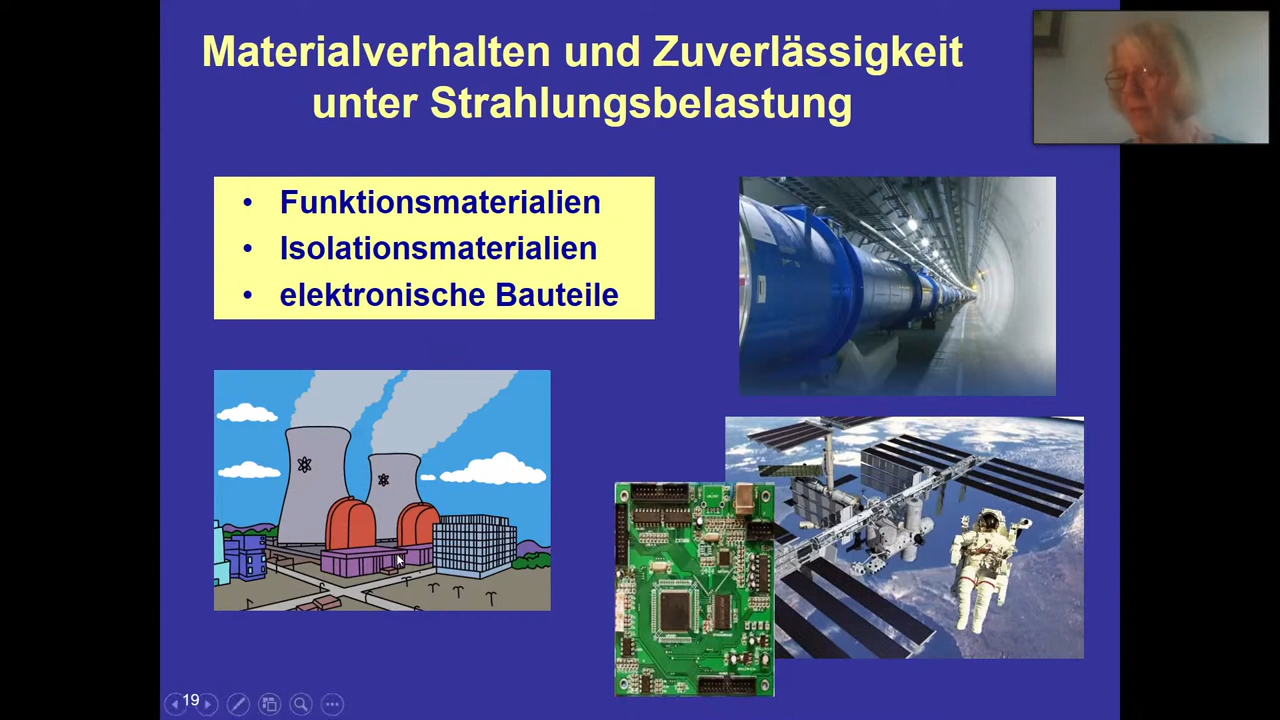 Materialverhalten und Zuverlässigkeit
unter Strahlungsbelastung
• Funktionsmaterialien
• Isolationsmaterialien
• elektronische Bauteile
19